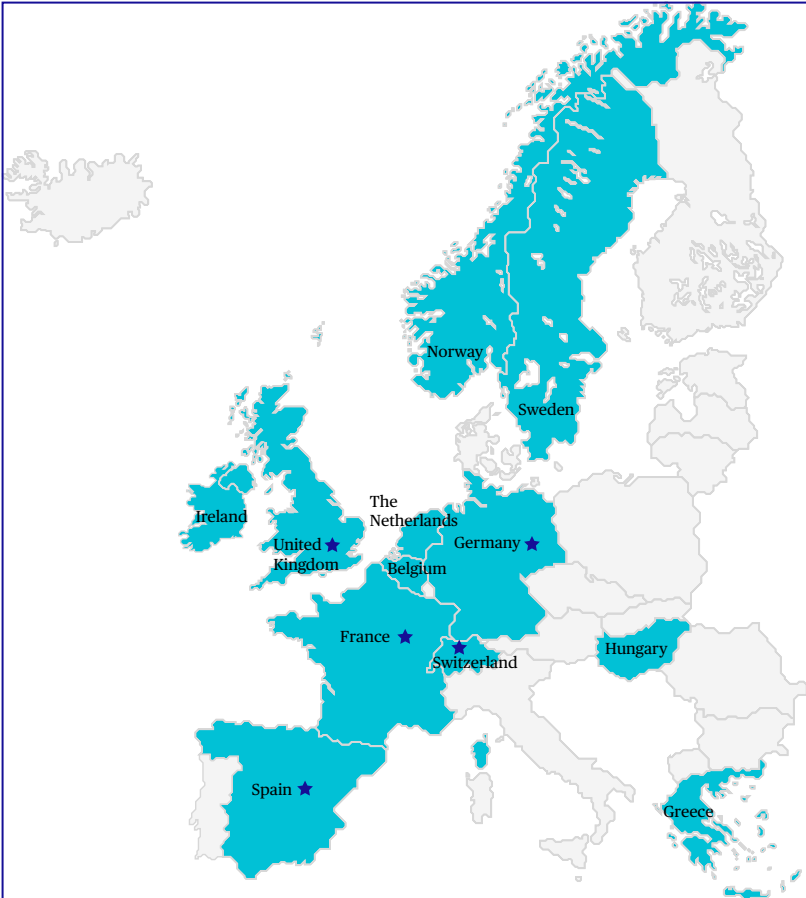 Norway
Sweden
The
Netherlands
Ireland
United
Kingdom
Germany
Belgium
France
Switzerland
Hungary
Spain
Greece